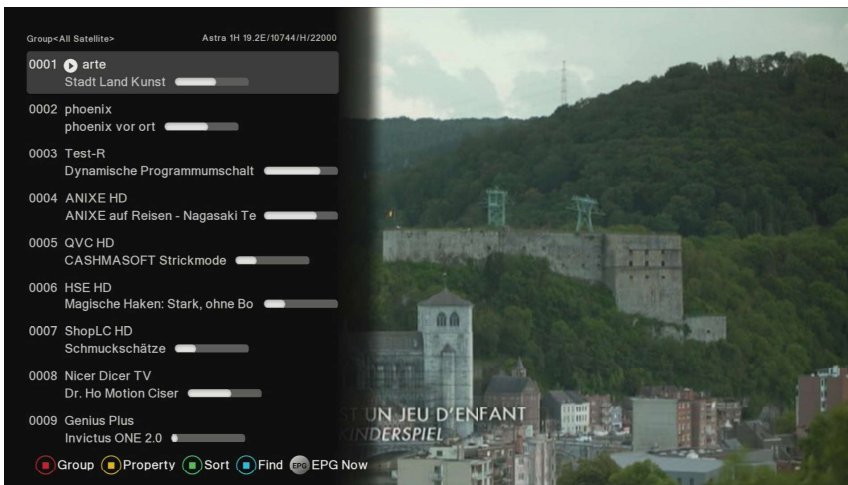 Group<All Satellite>
Astra 1H 19.2E/10744/H/22000
0001 arte
Stadt Land Kunst
0002 phoenix
phoenix vor ort
0003 Test-R
Dynamische Programmumschalt
0004 ANIXE HD
ANIXE auf Reisen - Nagasaki Te
0005 QVC HD
CASHMASOFT Strickmode
0006 HSE HD
Magische Haken: Stark, ohne Bo
0007 ShopLC HD
Schmuckschätze
0008 Nicer Dicer TV
Dr. Ho Motion Ciser
0009 Genius Plus
Invictus ONE 2.0
ST UN JEU D'ENFANT
KINDERSPIEL
Group Property Sort Find EPG EPG Now